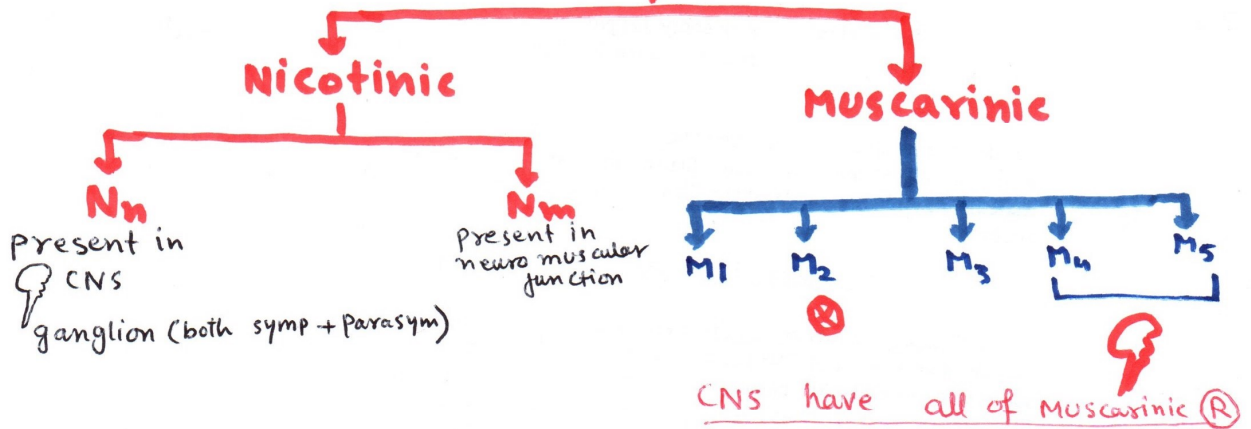 Nicotinic
Muscarinic
Nn
present in
CNS
ganglion (both symp + Parasym)
Nm
present in
neuro muscular
junction
M1 M2 M3 M4 M5
CNS have all of Muscarinic R